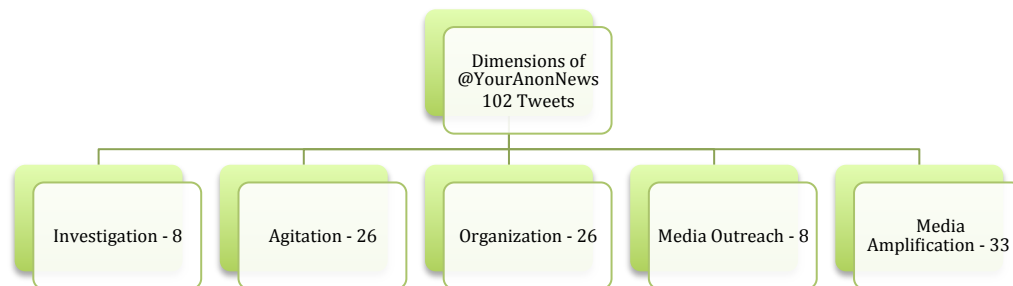 Dimensions of
@YourAnonNews
102 Tweets
Investigation - 8
Agitation - 26
Organization - 26
Media Outreach - 8
Media
Amplification - 33